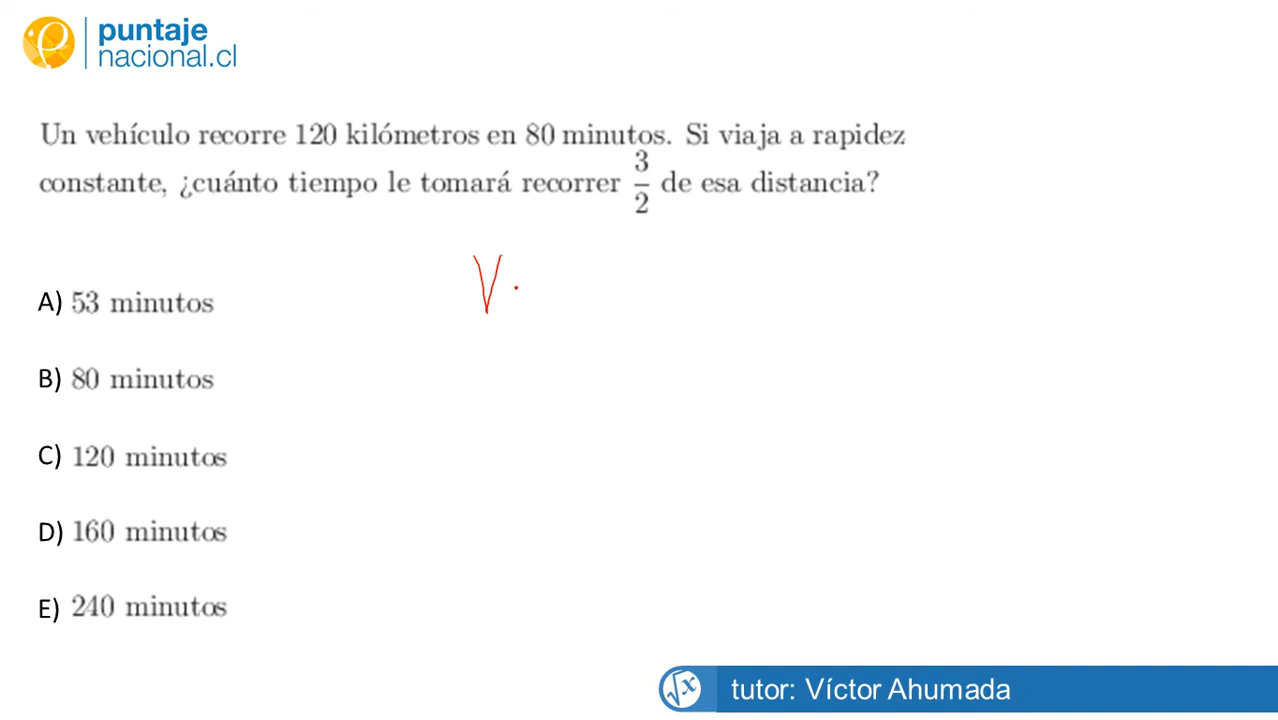 puntaje
nacional.cl
Un vehículo recorre 120 kilómetros en 80 minutos. Si viaja a rapidez
constante, ¿cuánto tiempo le tomará recorrer 3/2 de esa distancia?
V .
A) 53 minutos
B) 80 minutos
C) 120 minutos
D) 160 minutos
E) 240 minutos
√x tutor: Víctor Ahumada